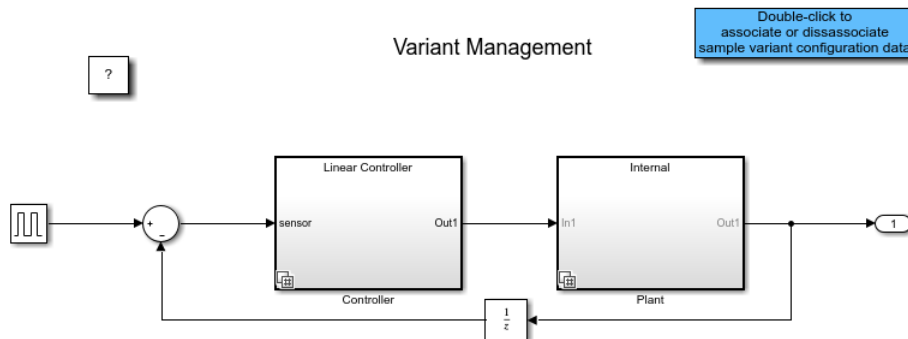 Double-click to
associate or dissassociate
sample variant configuration data
Variant Management
?
Linear Controller
Internal
+
−
sensor
Out1
In1
Out1
1
Controller
Plant
1
z